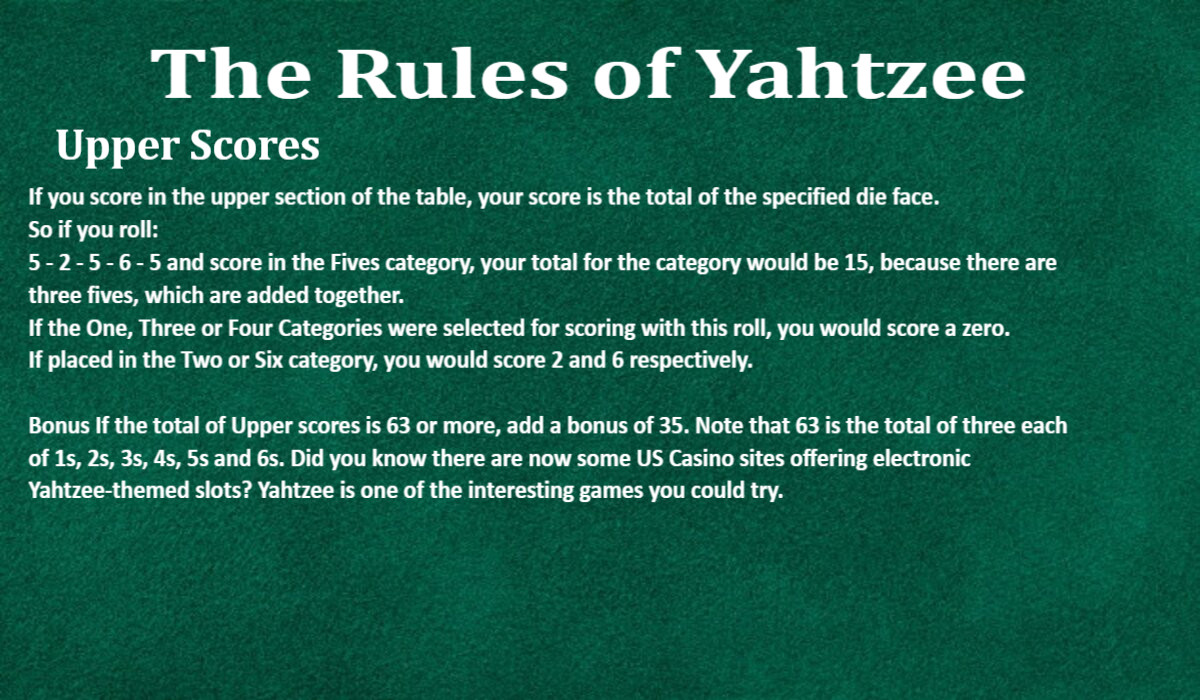 The Rules of Yahtzee
Upper Scores
If you score in the upper section of the table, your score is the total of the specified die face.
So if you roll:
5 - 2 - 5 - 6 - 5 and score in the Fives category, your total for the category would be 15, because there are
three fives, which are added together.
If the One, Three or Four Categories were selected for scoring with this roll, you would score a zero.
If placed in the Two or Six category, you would score 2 and 6 respectively.
Bonus If the total of Upper scores is 63 or more, add a bonus of 35. Note that 63 is the total of three each
of 1s, 2s, 3s, 4s, 5s and 6s. Did you know there are now some US Casino sites offering electronic
Yahtzee-themed slots? Yahtzee is one of the interesting games you could try.